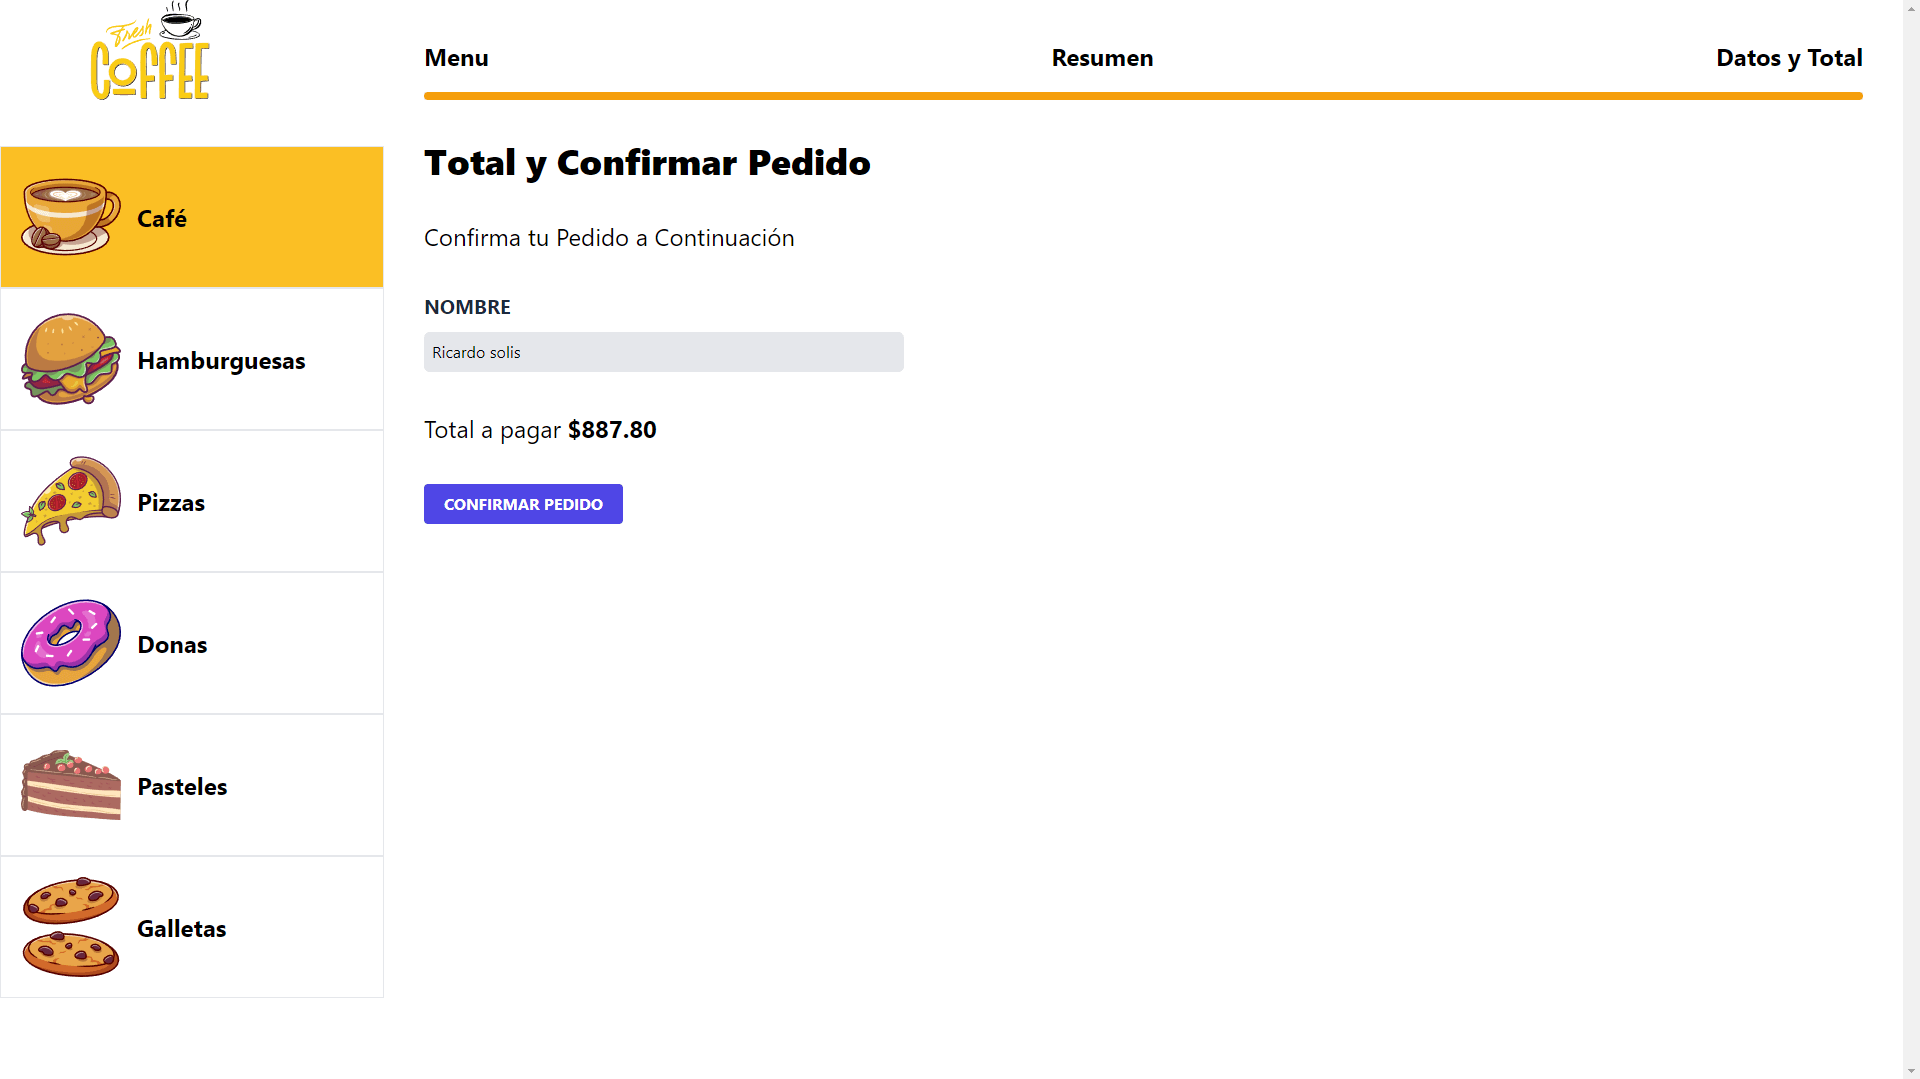 Fresh
COFFEE
Menu
Resumen
Datos y Total
Café
Hamburguesas
Pizzas
Donas
Pasteles
Galletas
Total y Confirmar Pedido
Confirma tu Pedido a Continuación
NOMBRE
Ricardo solis
Total a pagar $887.80
CONFIRMAR PEDIDO